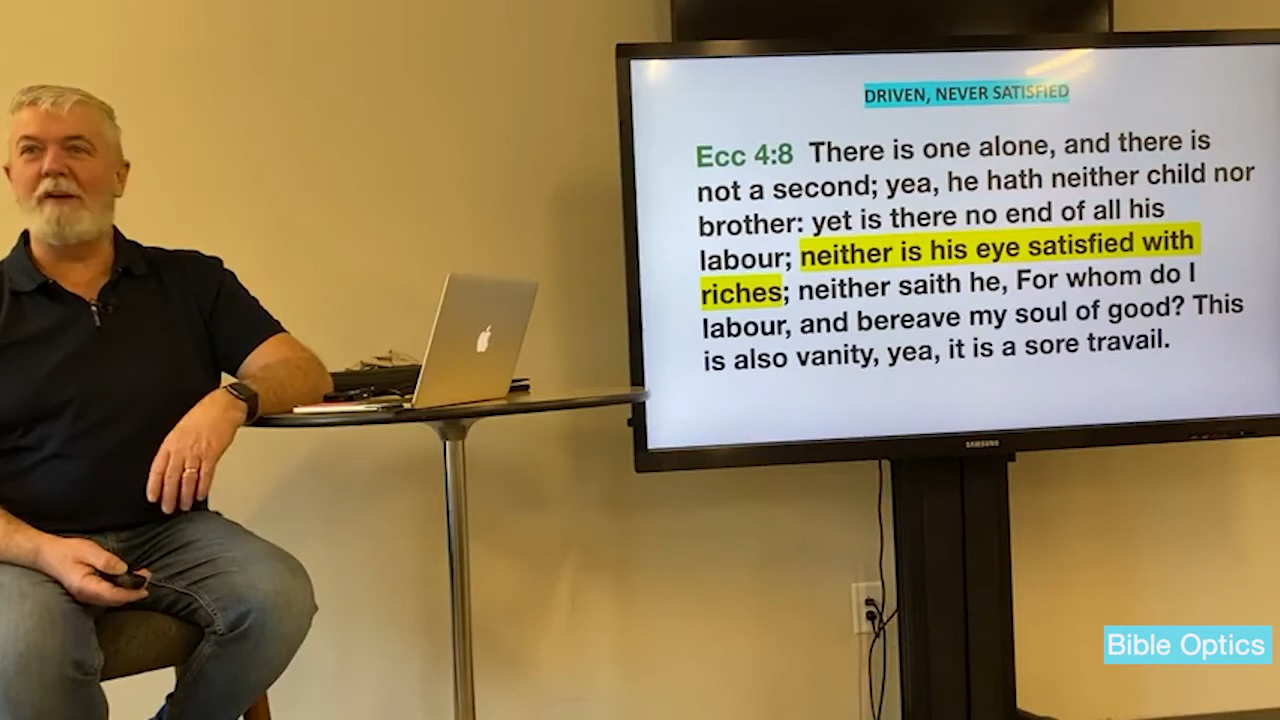 DRIVEN, NEVER SATISFIED
Ecc 4:8 There is one alone, and there is
not a second; yea, he hath neither child nor
brother: yet is there no end of all his
labour; neither is his eye satisfied with
riches; neither saith he, For whom do I
labour, and bereave my soul of good? This
is also vanity, yea, it is a sore travail.
SAMSUNG
Bible Optics